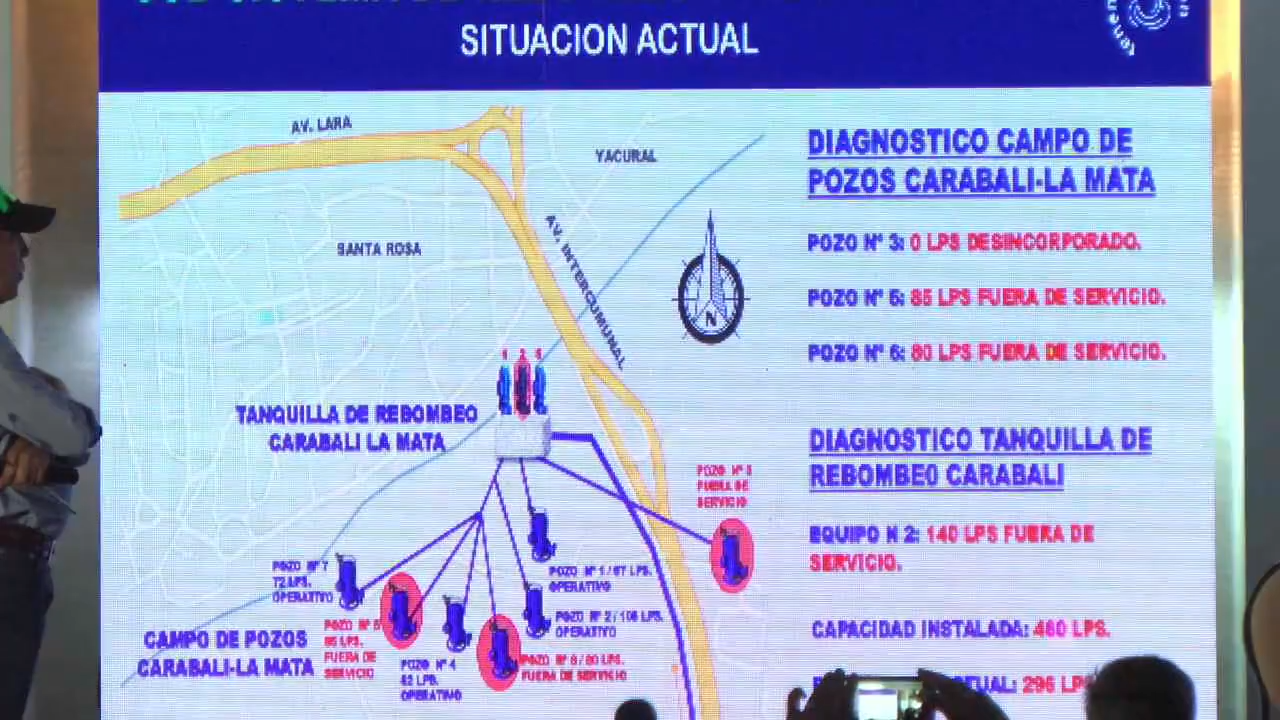 SITUACION ACTUAL
AV. LARA
YACURAL
SANTA ROSA
AV. INTERCUMUNAL
N
1 2
TANQUILLA DE REBOMBEO
CARABALI LA MATA
POZO Nº
FUERA DE
SERVICIO
POZO Nº 7
72 LPS.
OPERATIVO
POZO Nº 1 / 67 LPS.
OPERATIVO
POZO Nº 2 / 106 LPS.
OPERATIVO
POZO Nº
LPS.
FUERA DE
SERVICIO
POZO Nº 4
LPS.
OPERATIVO
POZO Nº 6 / 80 LPS.
FUERA DE SERVICIO
CAMPO DE POZOS
CARABALI-LA MATA
DIAGNOSTICO CAMPO DE
POZOS CARABALI-LA MATA
POZO Nº 3: 0 LPS DESINCORPORADO.
POZO Nº 5: 85 LPS FUERA DE SERVICIO.
POZO Nº 6: 80 LPS FUERA DE SERVICIO.
DIAGNOSTICO TANQUILLA DE
REBOMBEO CARABALI
EQUIPO N 2: 140 LPS FUERA DE
SERVICIO.
CAPACIDAD INSTALADA: 460 LPS.
296